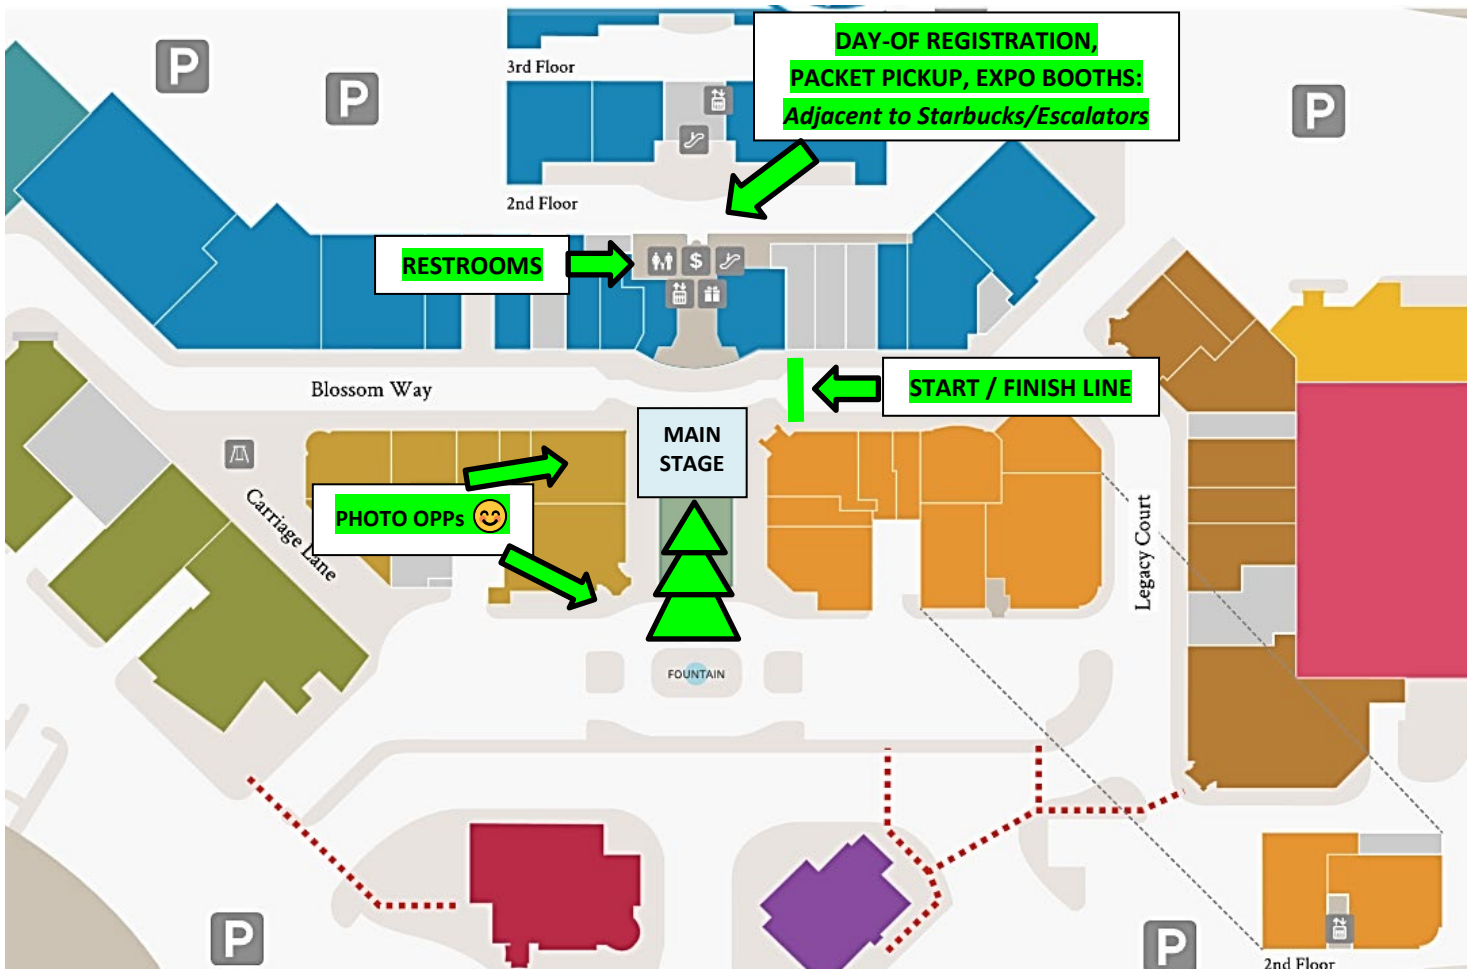 P
P
P
3rd Floor
DAY-OF REGISTRATION,
PACKET PICKUP, EXPO BOOTHS:
Adjacent to Starbucks/Escalators
2nd Floor
RESTROOMS
$
Blossom Way
START / FINISH LINE
MAIN
STAGE
PHOTO OPPs 😊
Carriage Lane
Legacy Court
FOUNTAIN
P
P
2nd Floor